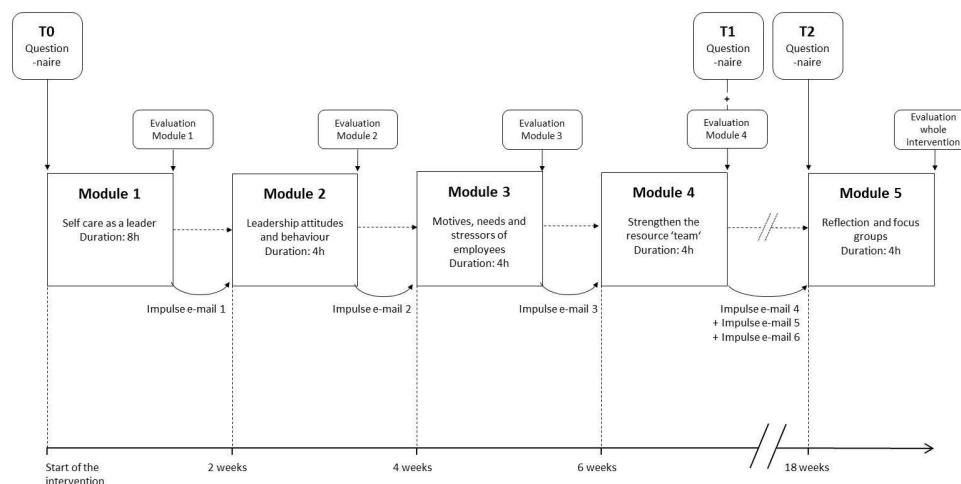 T0
Question
-naire
T1
Question
-naire
T2
Question
-naire
+
Evaluation
Module 1
Evaluation
Module 2
Evaluation
Module 3
Evaluation
Module 4
Evaluation
whole
intervention
Module 1
Self care as a leader
Duration: 8h
Module 2
Leadership attitudes
and behaviour
Duration: 4h
Module 3
Motives, needs and
stressors of
employees
Duration: 4h
Module 4
Strengthen the
resource ‘team‘
Duration: 4h
Module 5
Reflection and focus
groups
Duration: 4h
Impulse e-mail 1
Impulse e-mail 2
Impulse e-mail 3
Impulse e-mail 4
+ Impulse e-mail 5
+ Impulse e-mail 6
Start of the
intervention
2 weeks
4 weeks
6 weeks
18 weeks